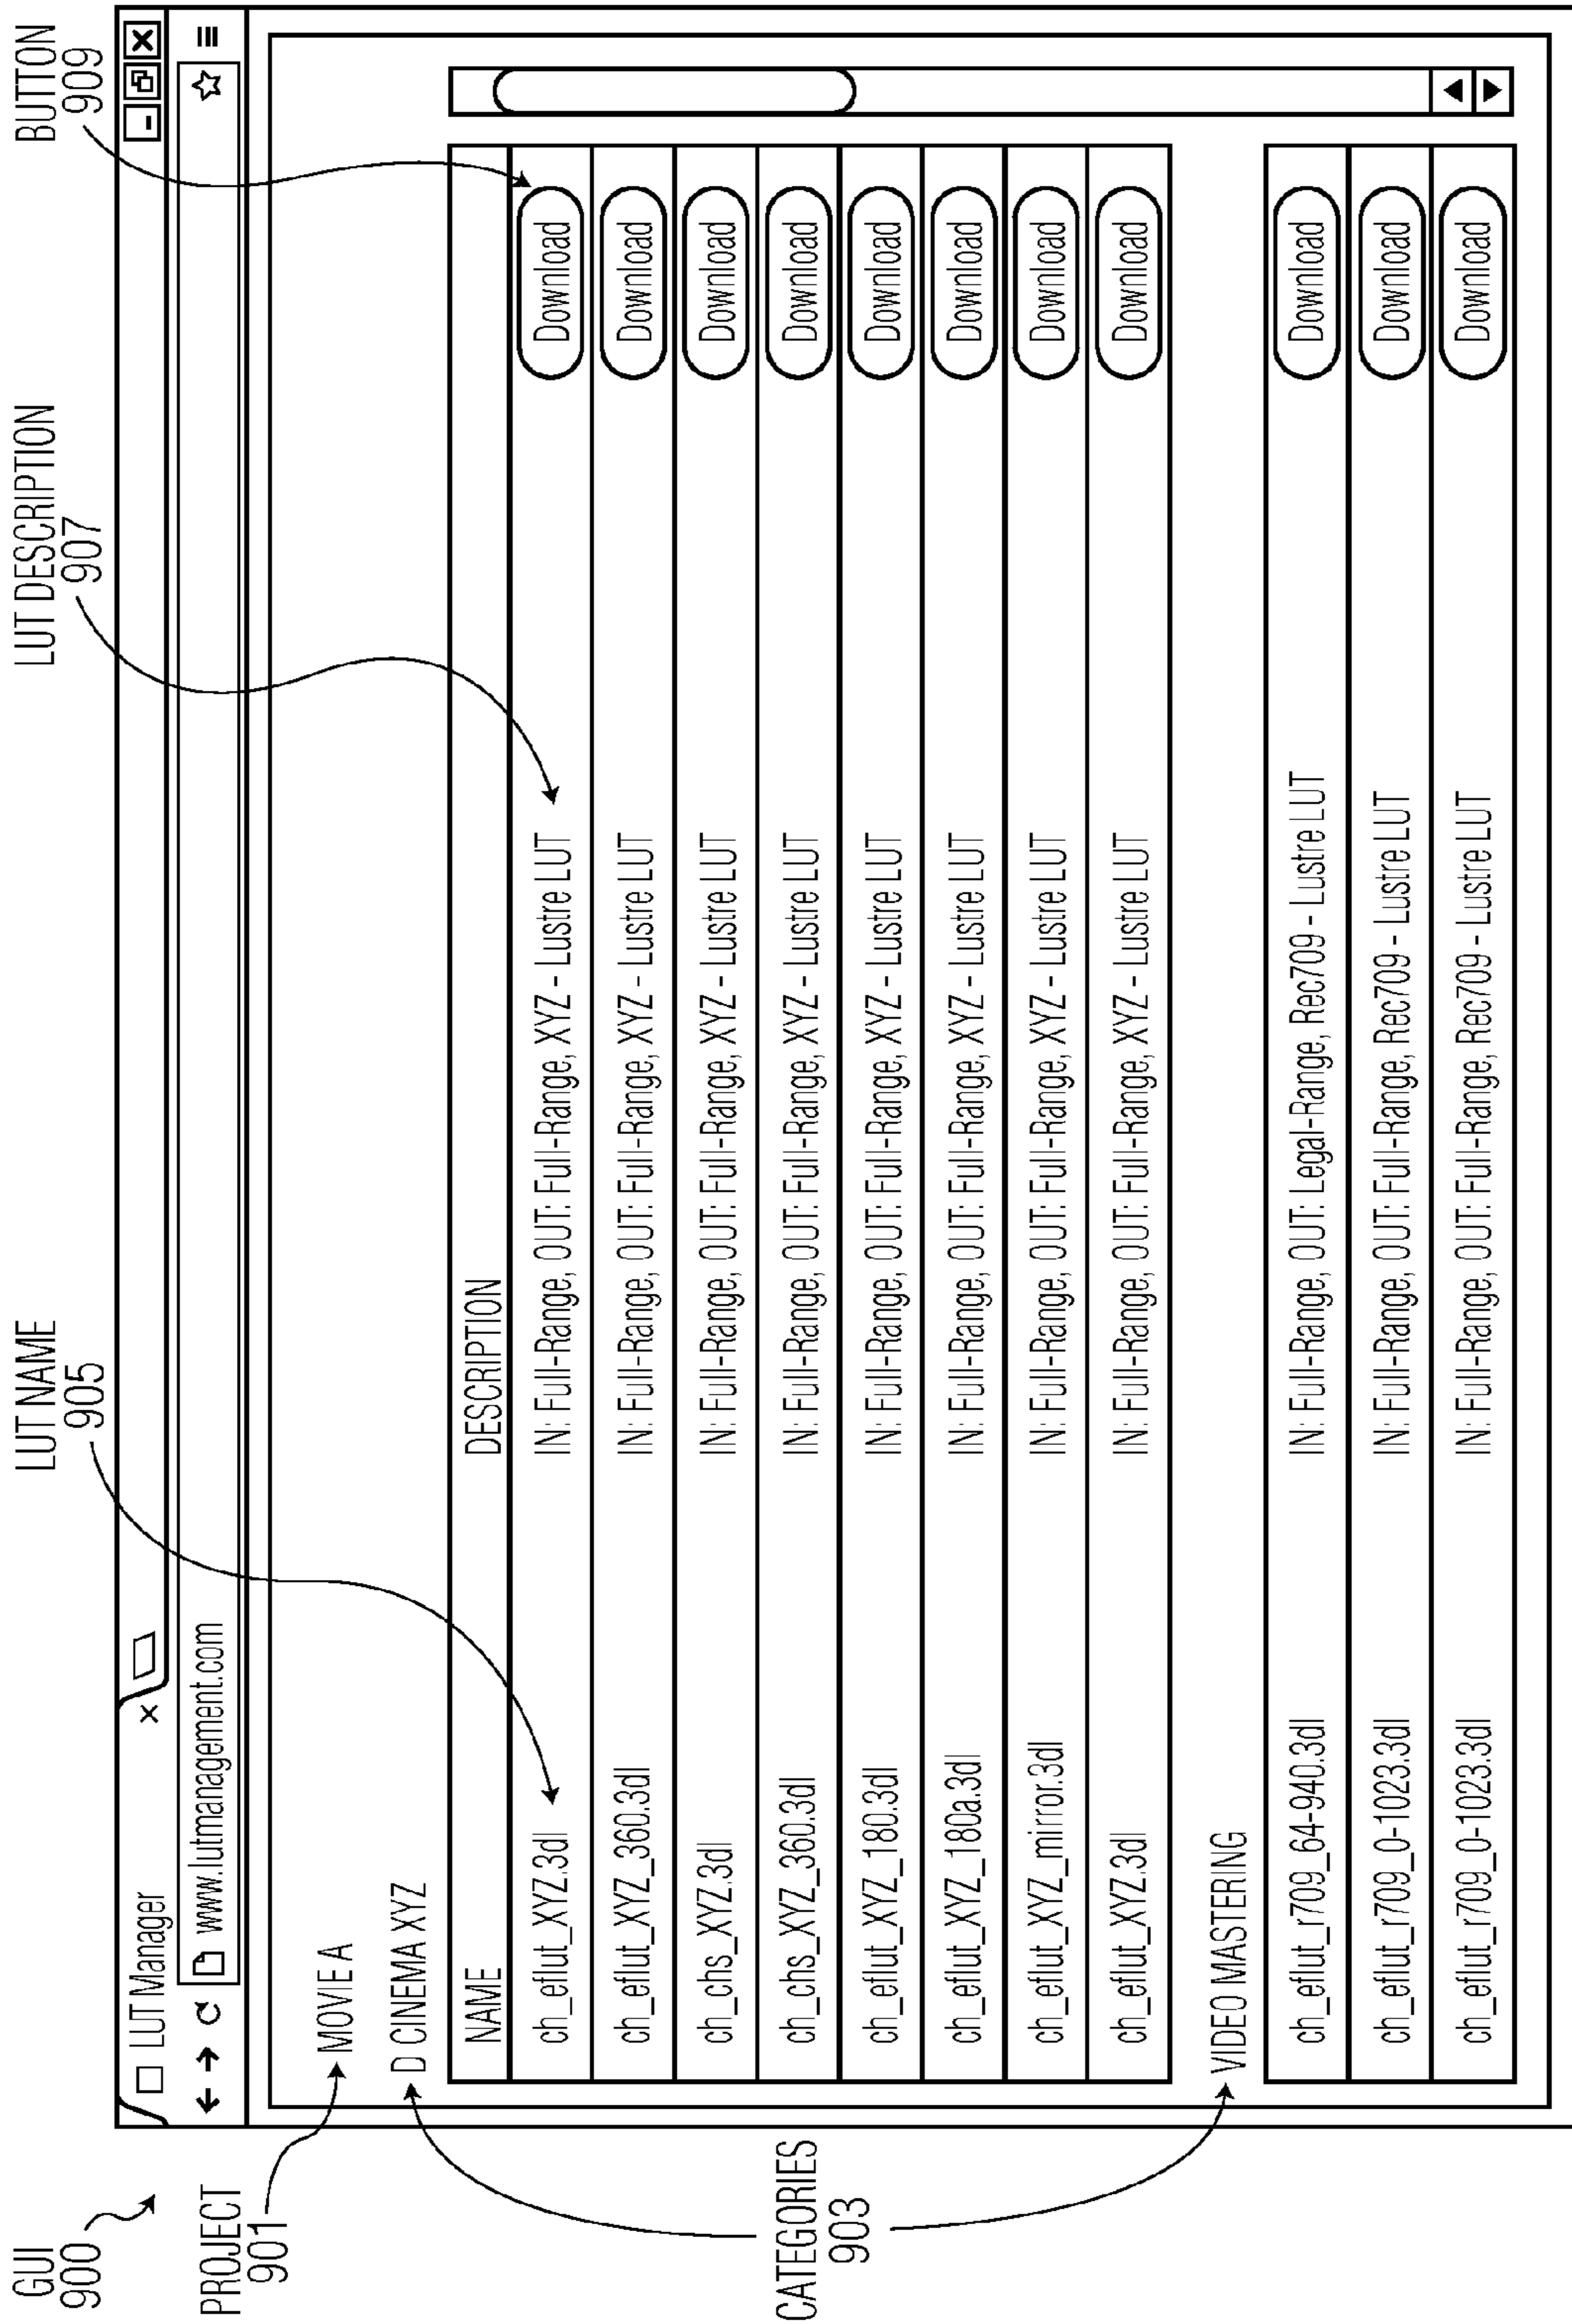 GUI
900
PROJECT
901
CATEGORIES
903
LUT NAME
905
LUT DESCRIPTION
907
BUTTON
909
LUT Manager
www.lutmanagement.com
MOVIE A
D CINEMA XYZ
NAME DESCRIPTION
ch_eflut_XYZ.3dl IN: Full-Range, OUT: Full-Range, XYZ - Lustre LUT Download
ch_eflut_XYZ_360.3dl IN: Full-Range, OUT: Full-Range, XYZ - Lustre LUT Download
ch_chs_XYZ.3dl IN: Full-Range, OUT: Full-Range, XYZ - Lustre LUT Download
ch_chs_XYZ_360.3dl IN: Full-Range, OUT: Full-Range, XYZ - Lustre LUT Download
ch_eflut_XYZ_180.3dl IN: Full-Range, OUT: Full-Range, XYZ - Lustre LUT Download
ch_eflut_XYZ_180a.3dl IN: Full-Range, OUT: Full-Range, XYZ - Lustre LUT Download
ch_eflut_XYZ_mirror.3dl IN: Full-Range, OUT: Full-Range, XYZ - Lustre LUT Download
ch_eflut_XYZ.3dl IN: Full-Range, OUT: Full-Range, XYZ - Lustre LUT Download
VIDEO MASTERING
ch_eflut_r709_64-940.3dl IN: Full-Range, OUT: Legal-Range, Rec709 - Lustre LUT Download
ch_eflut_r709_0-1023.3dl IN: Full-Range, OUT: Full-Range, Rec709 - Lustre LUT Download
ch_eflut_r709_0-1023.3dl IN: Full-Range, OUT: Full-Range, Rec709 - Lustre LUT Download